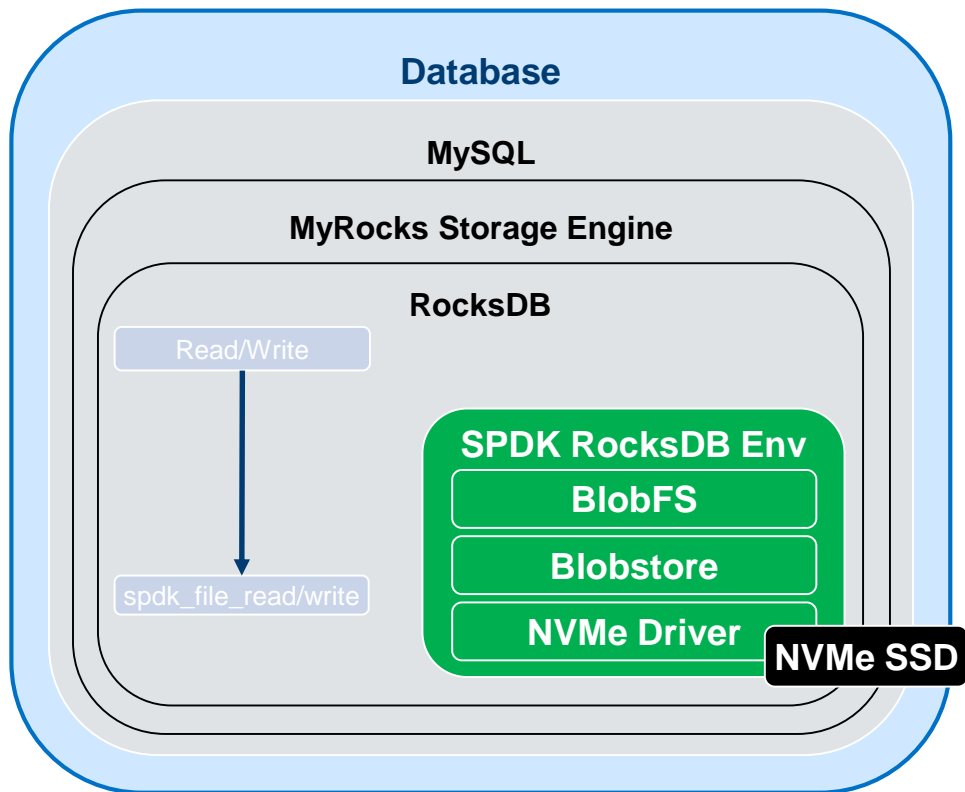 Database
MySQL
MyRocks Storage Engine
RocksDB
Read/Write
spdk_file_read/write
SPDK RocksDB Env
BlobFS
Blobstore
NVMe Driver
NVMe SSD